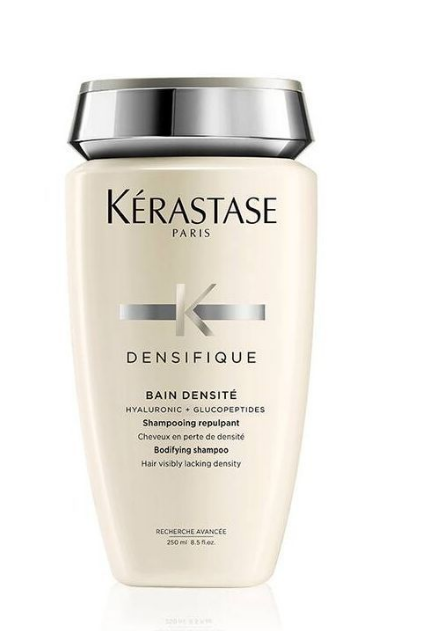 KÉRASTASE
PARIS
K
DENSIFIQUE
BAIN DENSITÉ
HYALURONIC + GLUCOPEPTIDES
Shampooing repulpant
Cheveux en perte de densité
Bodifying shampoo
Hair visibly lacking density
RECHERCHE AVANCÉE
250 ml 8.5 fl.oz.